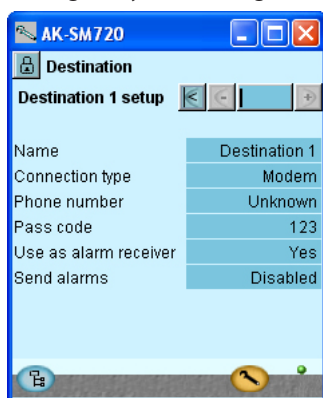 AK-SM720
Destination
Destination 1 setup
Name Destination 1
Connection type Modem
Phone number Unknown
Pass code 123
Use as alarm receiver Yes
Send alarms Disabled